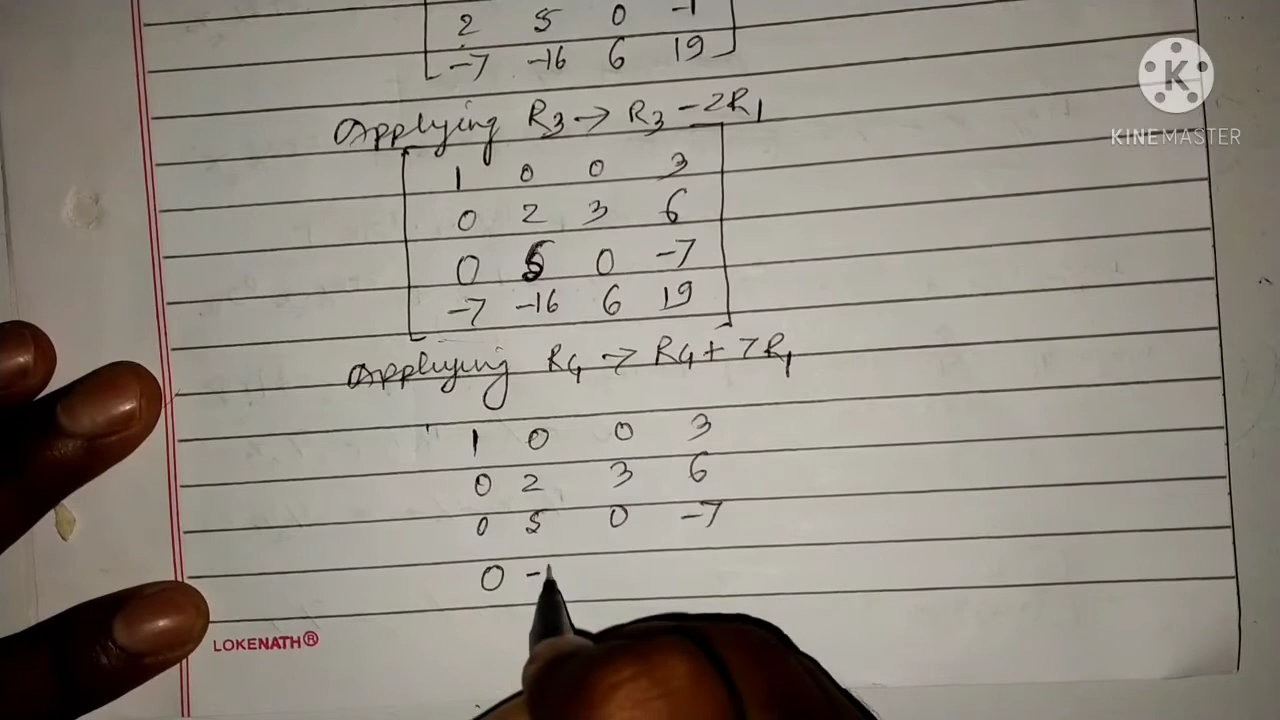 2 5 0 -1
-7 -16 6 19
Applying R3 → R3 - 2R1
1 0 0 3
0 2 3 6
0 5 0 -7
-7 -16 6 19
Applying R4 → R4 + 7R1
1 0 0 3
0 2 3 6
0 5 0 -7
0 -
LOKENATH®
K
KINEMASTER